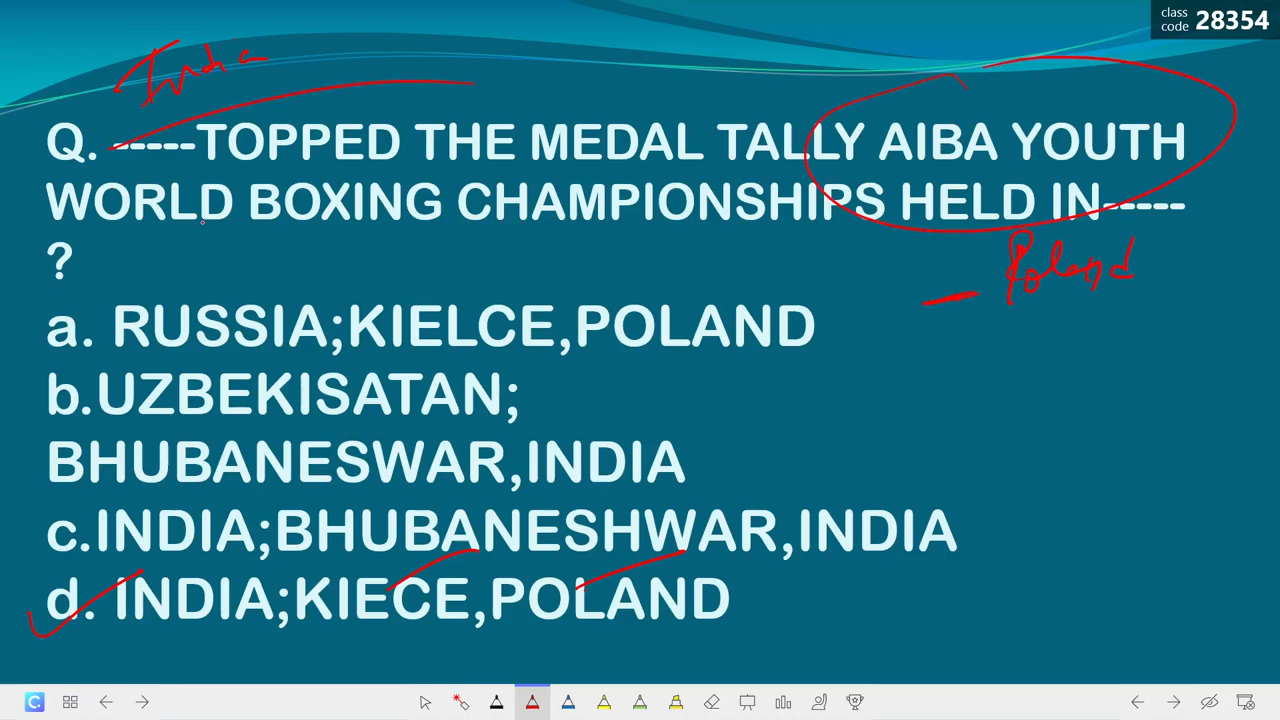 class
code 28354
India
Q. -----TOPPED THE MEDAL TALLY AIBA YOUTH
WORLD BOXING CHAMPIONSHIPS HELD IN-----
?
- Poland
a. RUSSIA;KIELCE,POLAND
b.UZBEKISATAN;
BHUBANESWAR,INDIA
c.INDIA;BHUBANESHWAR,INDIA
d. INDIA;KIECE,POLAND